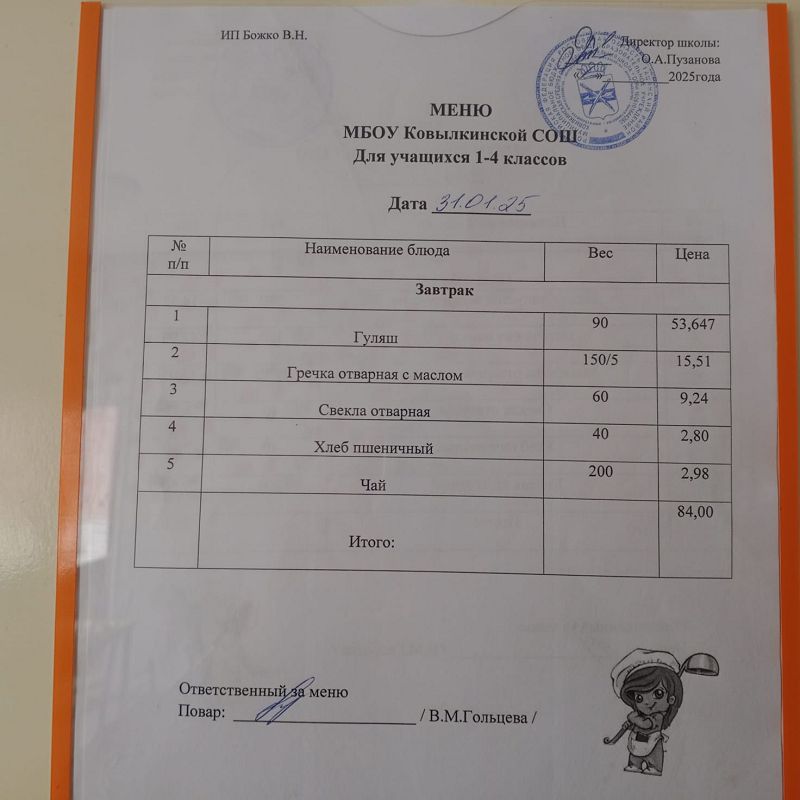 ИП Божко В.Н.
Директор школы:
О.А.Пузанова
2025года
МЕНЮ
МБОУ Ковылкинской СОШ
Для учащихся 1-4 классов
Дата 31.01.25
№ п/п Наименование блюда Вес Цена
Завтрак
1 Гуляш 90 53,647
2 Гречка отварная с маслом 150/5 15,51
3 Свекла отварная 60 9,24
4 Хлеб пшеничный 40 2,80
5 Чай 200 2,98
Итого: 84,00
Ответственный за меню
Повар: / В.М.Гольцева /